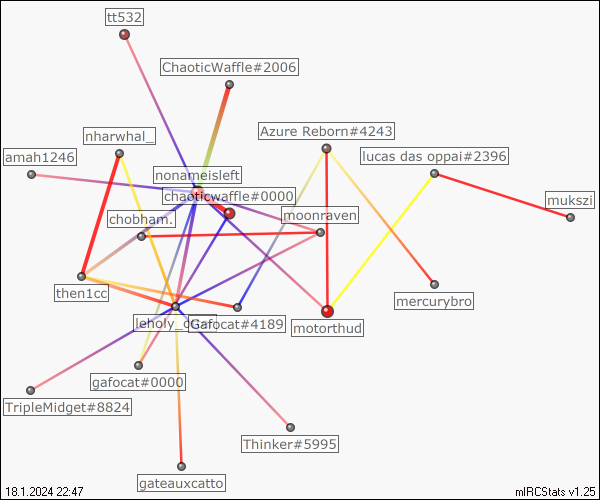 tt532
ChaoticWaffle#2006
nharwhal_
Azure Reborn#4243
amah1246
lucas das oppai#2396
nonameisleft
chaoticwaffle#0000
mukszi
chobham.
moonraven
then1cc
mercurybro
Gafocat#4189
motorthud
gafocat#0000
TripleMidget#8824
Thinker#5995
gateauxcatto
18.1.2024 22:47
mIRCStats v1.25